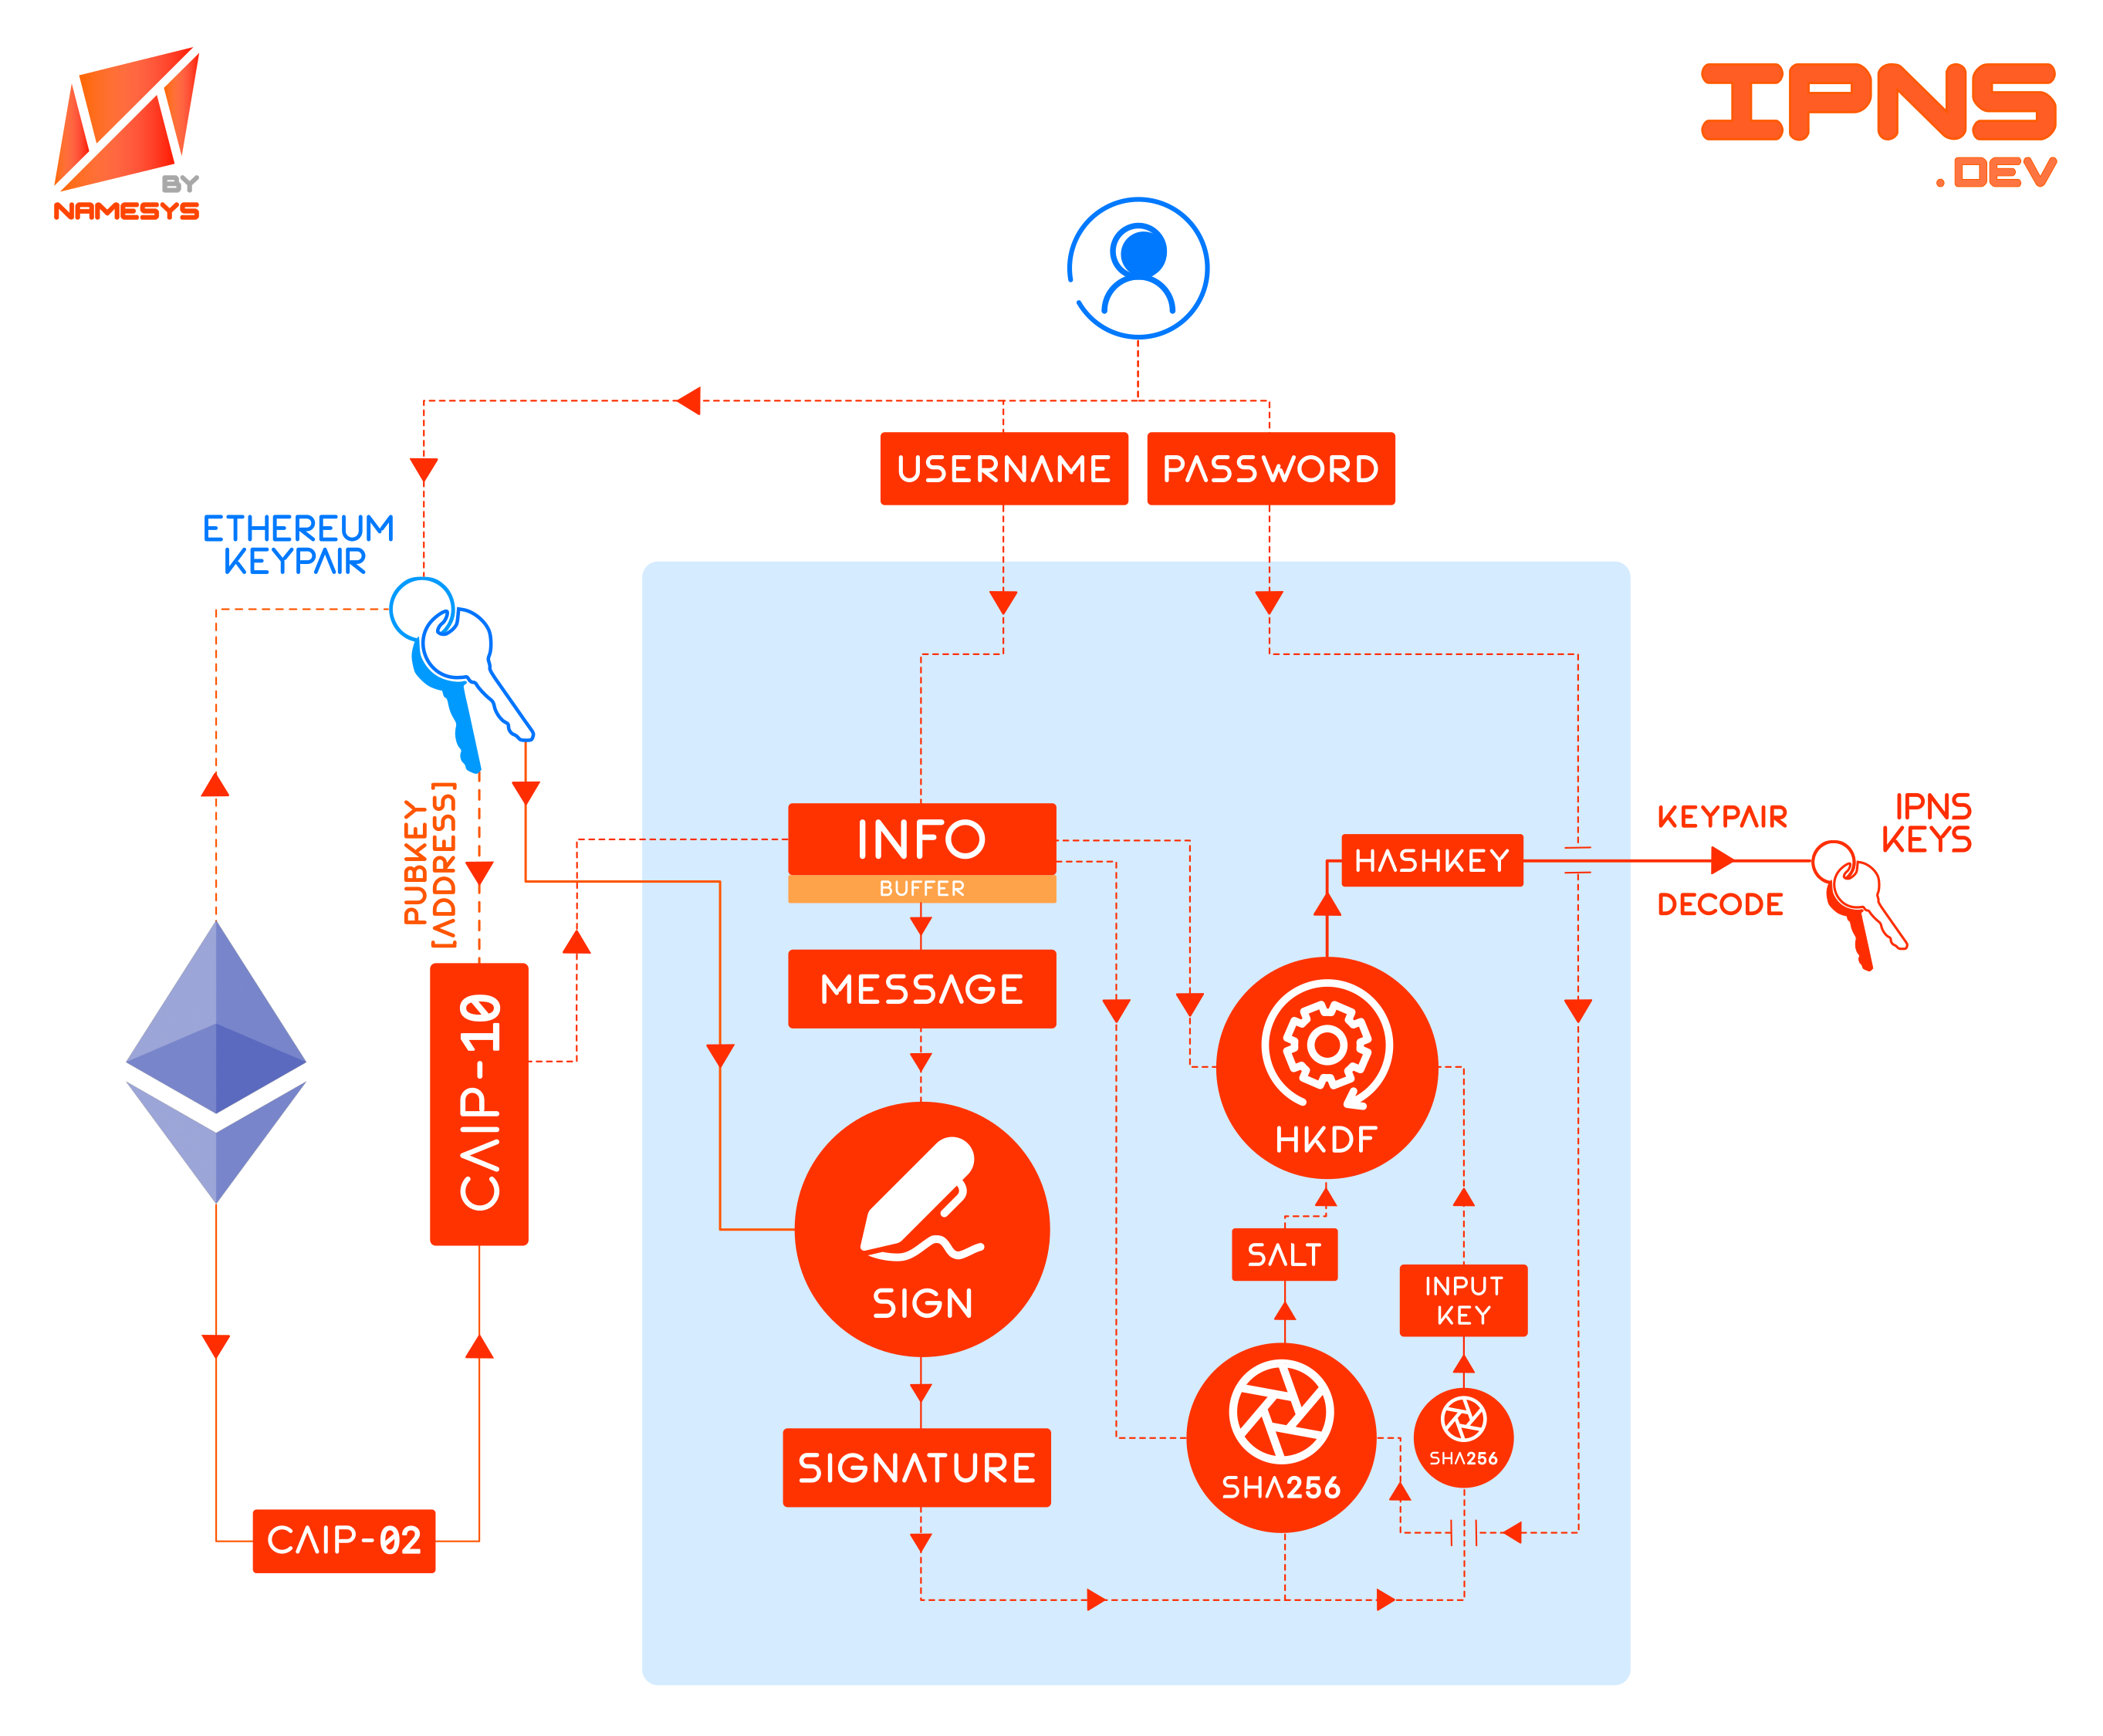 BY
NAMESYS
IPNS
.DEV
USERNAME
PASSWORD
ETHEREUM
KEYPAIR
PUBKEY
[ADDRESS]
INFO
BUFFER
HASHKEY
KEYPAIR
DECODE
IPNS
KEYS
MESSAGE
CAIP-10
HKDF
SIGN
SALT
INPUT
KEY
SHA256
SHA256
SIGNATURE
CAIP-02